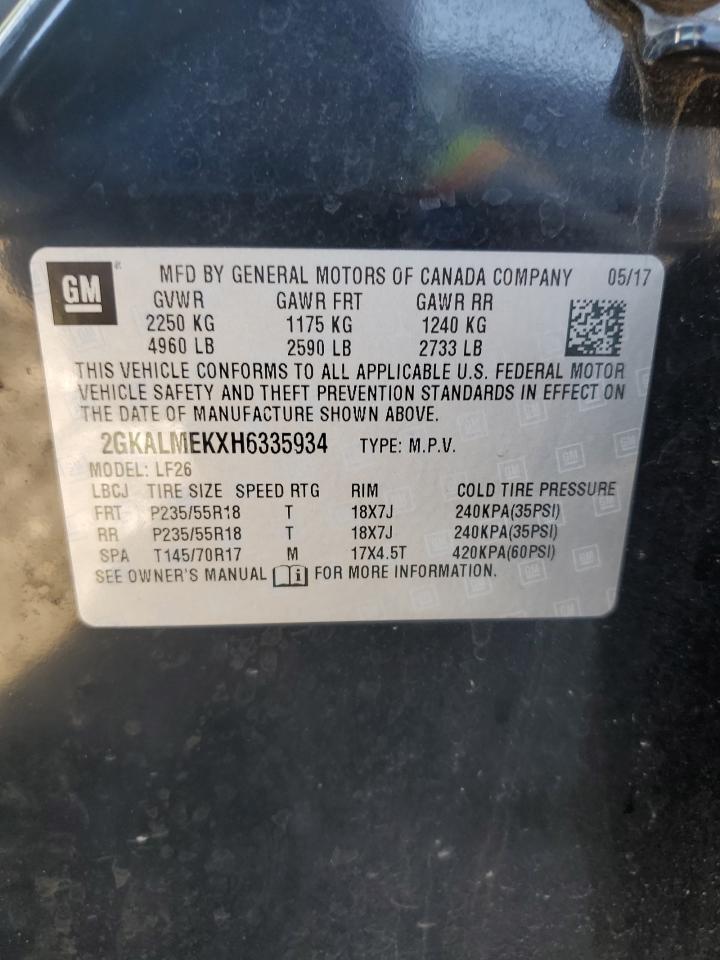 GM
MFD BY GENERAL MOTORS OF CANADA COMPANY 05/17
GVWR GAWR FRT GAWR RR
2250 KG 1175 KG 1240 KG
4960 LB 2590 LB 2733 LB
THIS VEHICLE CONFORMS TO ALL APPLICABLE U.S. FEDERAL MOTOR
VEHICLE SAFETY AND THEFT PREVENTION STANDARDS IN EFFECT ON
THE DATE OF MANUFACTURE SHOWN ABOVE.
2GKALMEKXH6335934 TYPE: M.P.V.
MODEL: LF26
LBCJ TIRE SIZE SPEED RTG RIM COLD TIRE PRESSURE
FRT P235/55R18 T 18X7J 240KPA(35PSI)
RR P235/55R18 T 18X7J 240KPA(35PSI)
SPA T145/70R17 M 17X4.5T 420KPA(60PSI)
SEE OWNER'S MANUAL i FOR MORE INFORMATION.